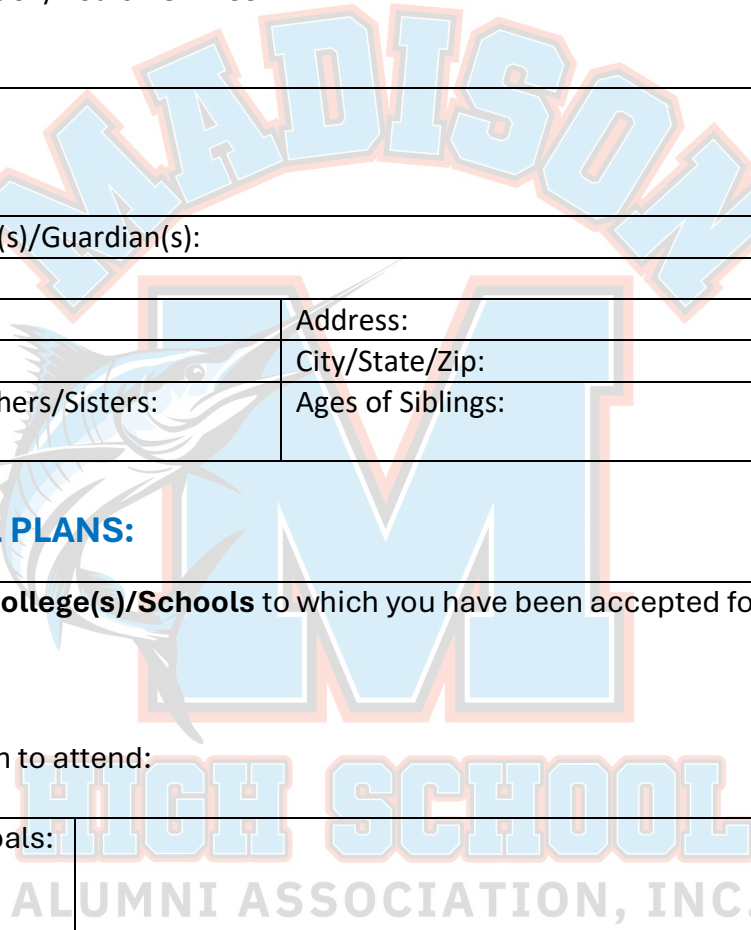 MADISON
(s)/Guardian(s):
Address:
City/State/Zip:
hers/Sisters:
Ages of Siblings:
PLANS:
ollege(s)/Schools to which you have been accepted fo
M
n to attend:
HIGH SCHOOL
oals:
ALUMNI ASSOCIATION, INC.